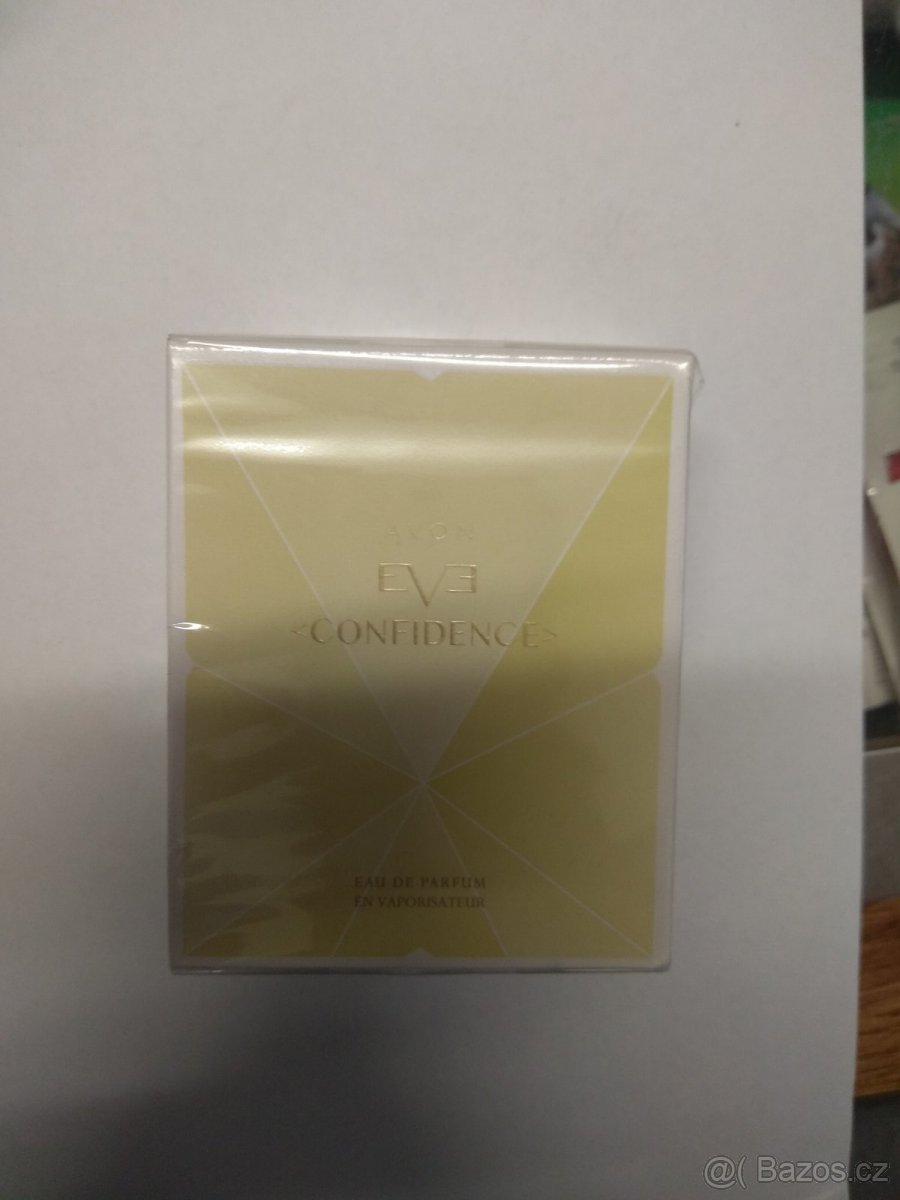 AVON
EVE
<CONFIDENCE>
EAU DE PARFUM
EN VAPORISATEUR
@( Bazos.cz